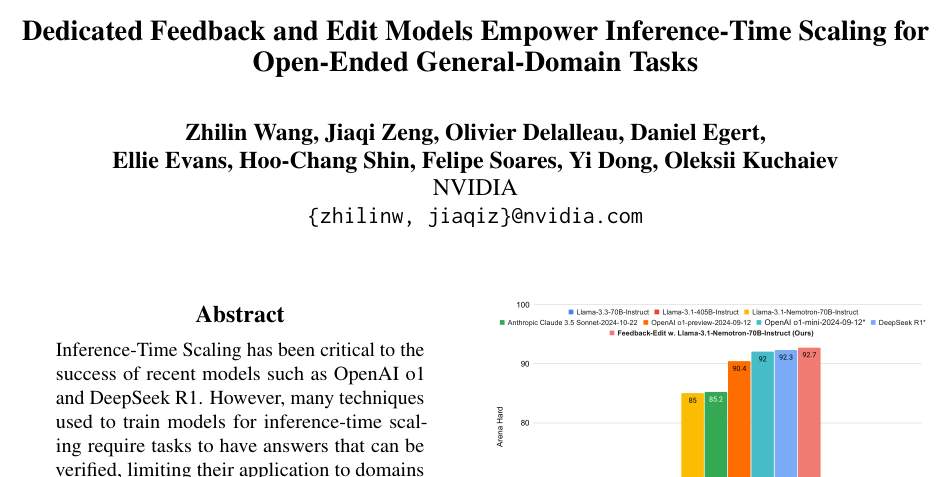 Dedicated Feedback and Edit Models Empower Inference-Time Scaling for
Open-Ended General-Domain Tasks
Zhilin Wang, Jiaqi Zeng, Olivier Delalleau, Daniel Egert,
Ellie Evans, Hoo-Chang Shin, Felipe Soares, Yi Dong, Oleksii Kuchaiev
NVIDIA
{zhilinw, jiaqiz}@nvidia.com
Abstract
Inference-Time Scaling has been critical to the
success of recent models such as OpenAI o1
and DeepSeek R1. However, many techniques
used to train models for inference-time scal-
ing require tasks to have answers that can be
verified, limiting their application to domains
100
Llama-3.3-70B-Instruct Llama-3.1-405B-Instruct Llama-3.1-Nemotron-70B-Instruct
Anthropic Claude 3.5 Sonnet-2024-10-22 OpenAI o1-preview-2024-09-12 OpenAI o1-mini-2024-09-12* DeepSeek R1*
Feedback-Edit w. Llama-3.1-Nemotron-70B-Instruct (Ours)
90
80
Arena Hard
85
85.2
90.4
92
92.3
92.7